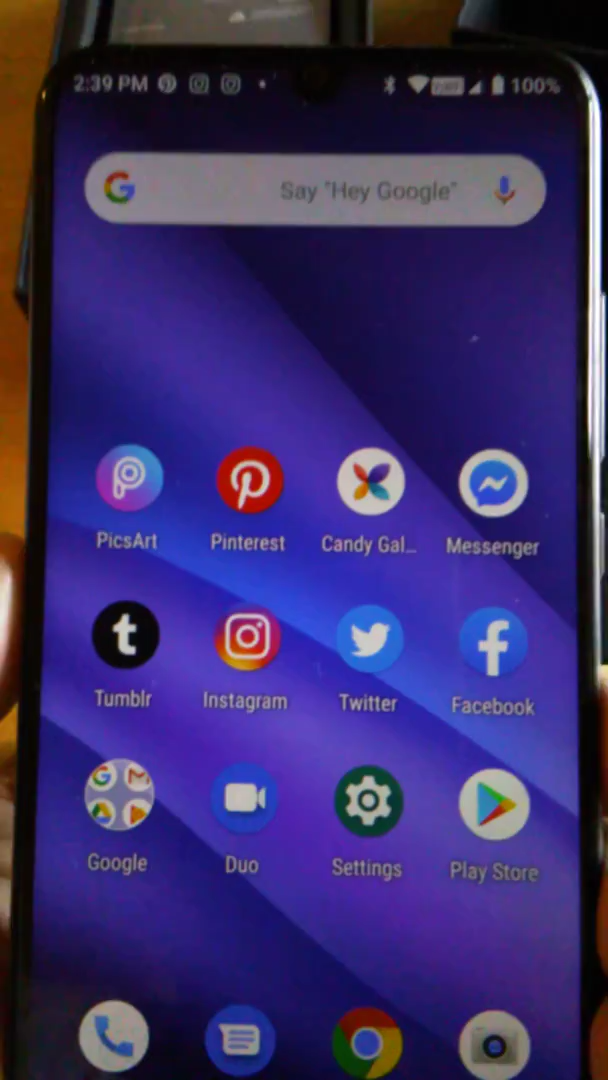 2:39 PM 100%
Say "Hey Google"
PicsArt Pinterest Candy Gal... Messenger
Tumblr Instagram Twitter Facebook
Google Duo Settings Play Store